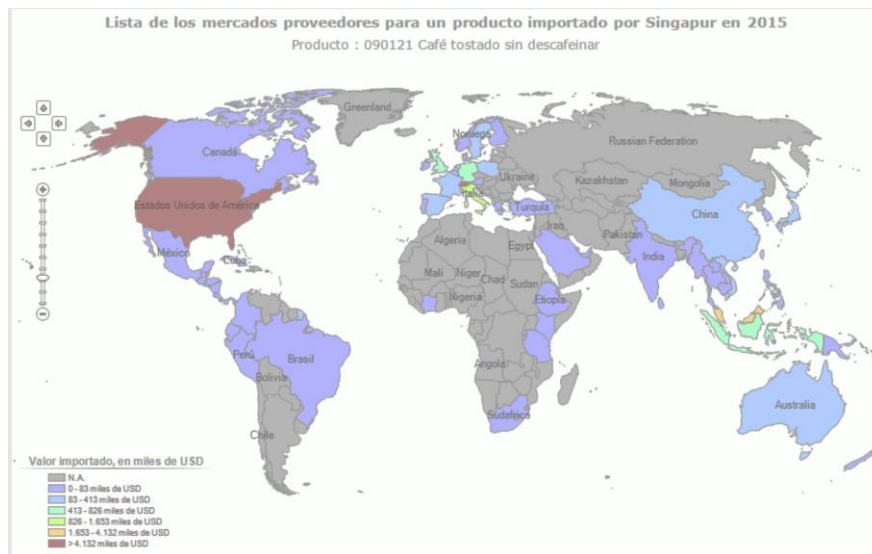 Lista de los mercados proveedores para un producto importado por Singapur en 2015
Producto : 090121 Café tostado sin descafeinar
Greenland
Russian Federation
Noruega
Canadá
Ukraine
Kazakhstan
Mongolia
Italia
Estados Unidos de América
Turquía
China
Iraq
Pakistan
Algeria
Egypt
México
Cuba
India
Mali
Niger
Chad
Sudan
Nigeria
Etiopía
Perú
Brasil
Angola
Bolivia
Australia
Sudáfrica
Chile
Valor importado, en miles de USD
N.A.
0 - 83 miles de USD
83 - 413 miles de USD
413 - 826 miles de USD
826 - 1.653 miles de USD
1.653 - 4.132 miles de USD
>4.132 miles de USD